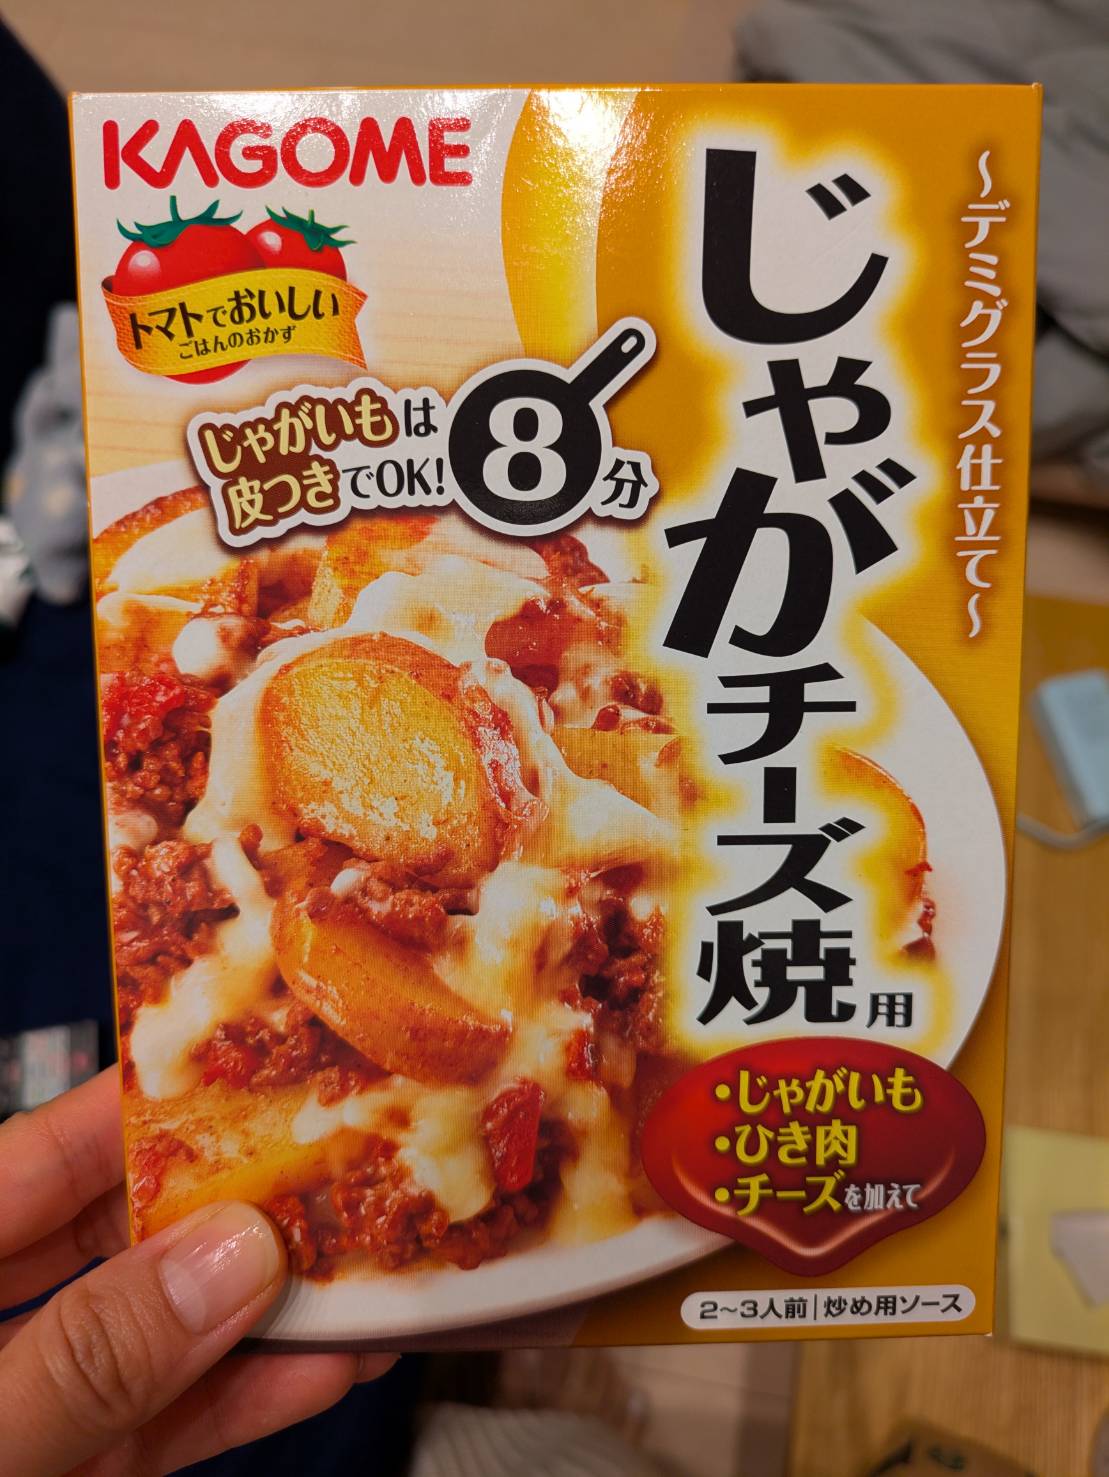 KAGOME
トマトでおいしい
ごはんのおかず
じゃがいもは
皮つきでOK!
8分
じゃがチーズ焼用
～デミグラス仕立て～
・じゃがいも
・ひき肉
・チーズを加えて
2～3人前|炒め用ソース